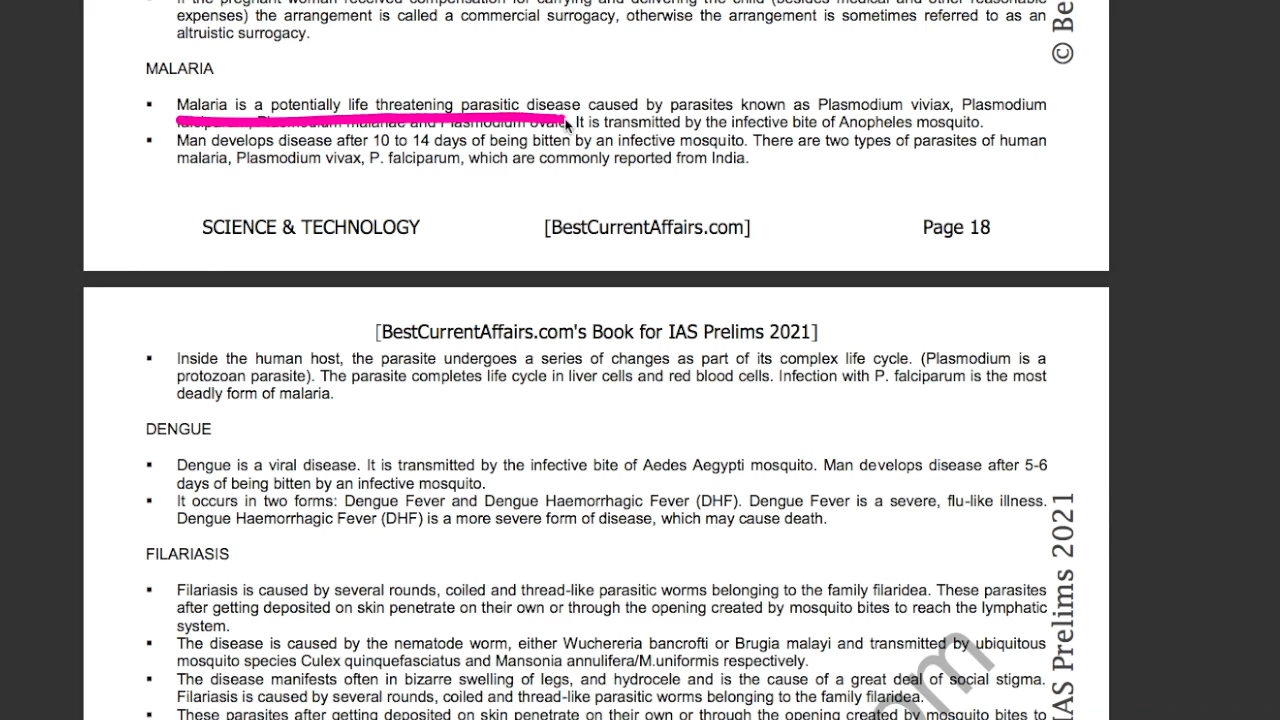 If the pregnant woman received compensation for carrying and delivering the child (besides medical and other reasonable
expenses) the arrangement is called a commercial surrogacy, otherwise the arrangement is sometimes referred to as an
altruistic surrogacy.
MALARIA
▪ Malaria is a potentially life threatening parasitic disease caused by parasites known as Plasmodium viviax, Plasmodium
falciparum, Plasmodium malariae and Plasmodium ovale. It is transmitted by the infective bite of Anopheles mosquito.
▪ Man develops disease after 10 to 14 days of being bitten by an infective mosquito. There are two types of parasites of human
malaria, Plasmodium vivax, P. falciparum, which are commonly reported from India.
SCIENCE & TECHNOLOGY [BestCurrentAffairs.com] Page 18
© Be
[BestCurrentAffairs.com's Book for IAS Prelims 2021]
▪ Inside the human host, the parasite undergoes a series of changes as part of its complex life cycle. (Plasmodium is a
protozoan parasite). The parasite completes life cycle in liver cells and red blood cells. Infection with P. falciparum is the most
deadly form of malaria.
DENGUE
▪ Dengue is a viral disease. It is transmitted by the infective bite of Aedes Aegypti mosquito. Man develops disease after 5-6
days of being bitten by an infective mosquito.
▪ It occurs in two forms: Dengue Fever and Dengue Haemorrhagic Fever (DHF). Dengue Fever is a severe, flu-like illness.
Dengue Haemorrhagic Fever (DHF) is a more severe form of disease, which may cause death.
FILARIASIS
▪ Filariasis is caused by several rounds, coiled and thread-like parasitic worms belonging to the family filaridea. These parasites
after getting deposited on skin penetrate on their own or through the opening created by mosquito bites to reach the lymphatic
system.
▪ The disease is caused by the nematode worm, either Wuchereria bancrofti or Brugia malayi and transmitted by ubiquitous
mosquito species Culex quinquefasciatus and Mansonia annulifera/M.uniformis respectively.
▪ The disease manifests often in bizarre swelling of legs, and hydrocele and is the cause of a great deal of social stigma.
Filariasis is caused by several rounds, coiled and thread-like parasitic worms belonging to the family filaridea.
▪ These parasites after getting deposited on skin penetrate on their own or through the opening created by mosquito bites to
IAS Prelims 2021
om